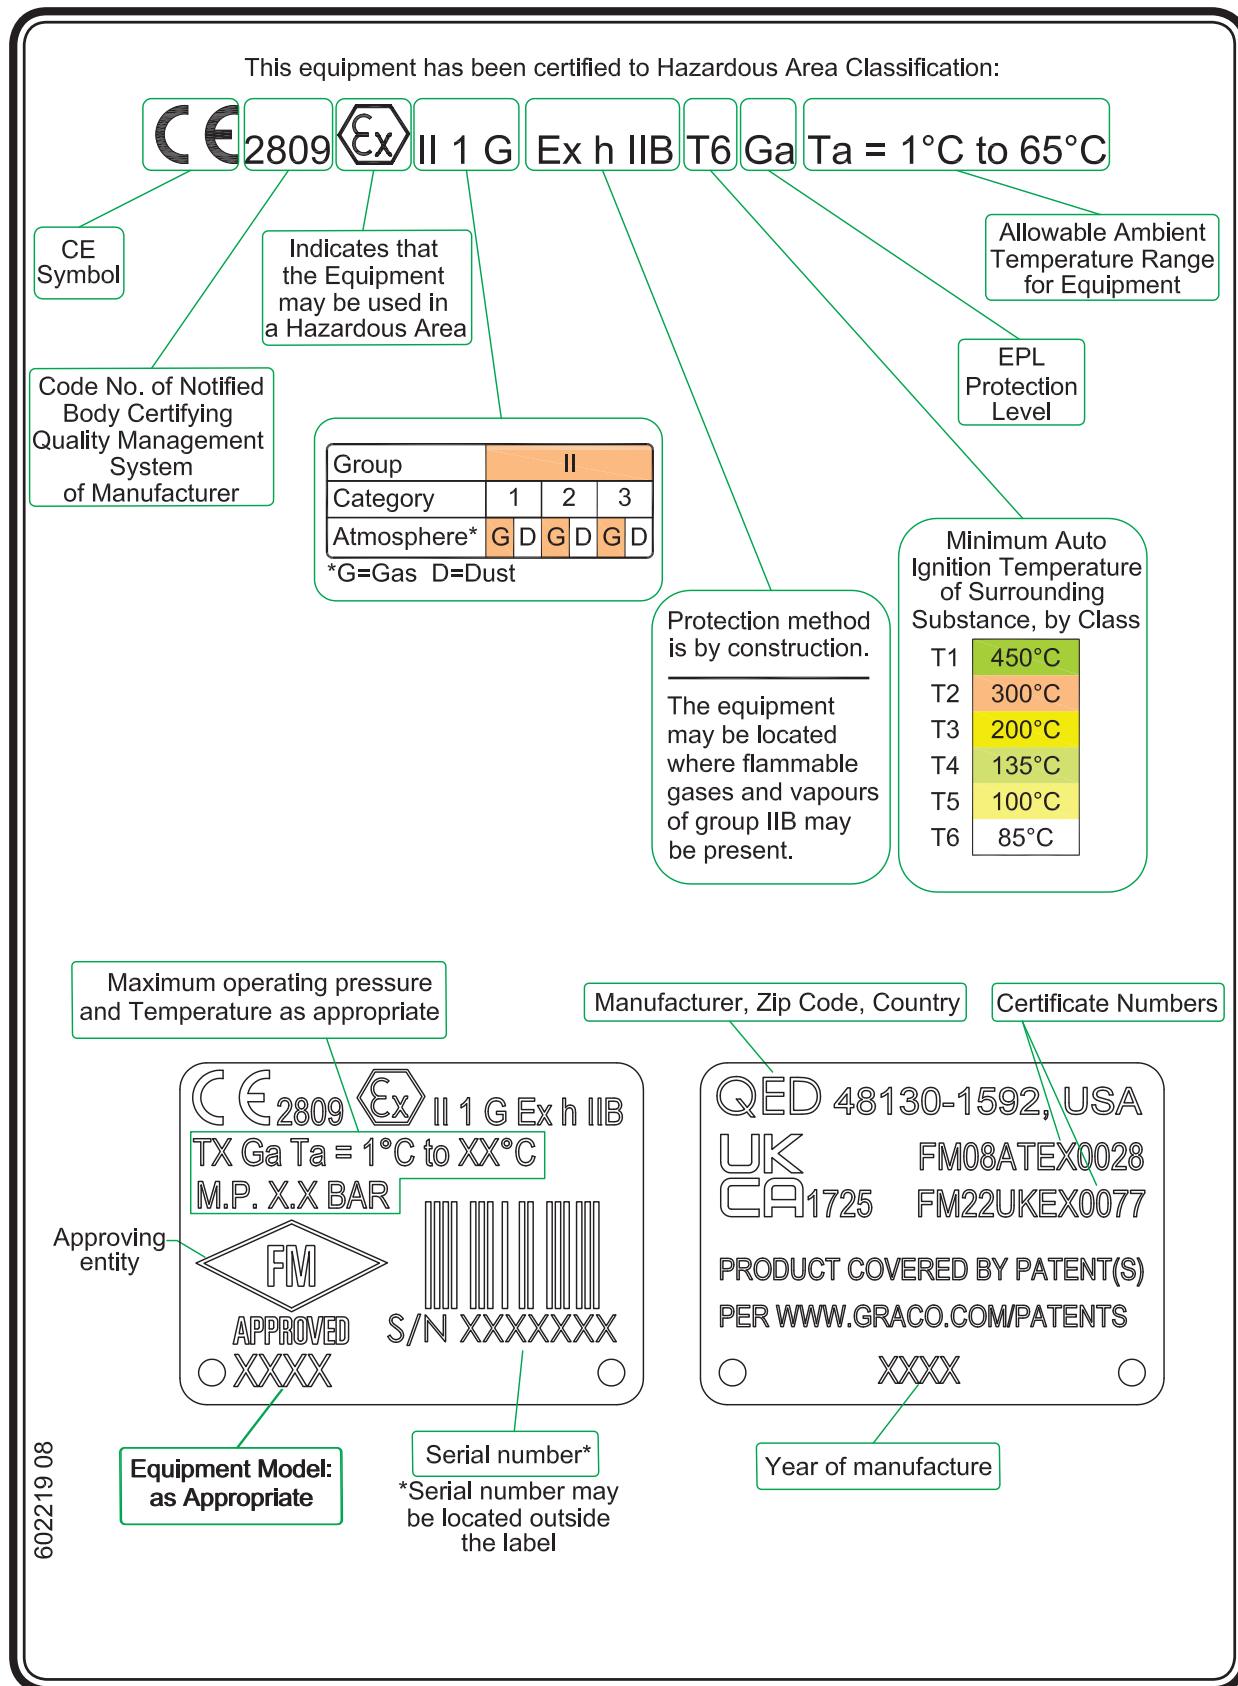 This equipment has been certified to Hazardous Area Classification:
CE 2809 Ex II 1 G Ex h IIB T6 Ga Ta = 1°C to 65°C
CE
Symbol
Indicates that
the Equipment
may be used in
a Hazardous Area
Allowable Ambient
Temperature Range
for Equipment
EPL
Protection
Level
Code No. of Notified
Body Certifying
Quality Management
System
of Manufacturer
Group II
Category 1 2 3
Atmosphere* G D G D G D
*G=Gas D=Dust
Minimum Auto
Ignition Temperature
of Surrounding
Substance, by Class
T1 450°C
T2 300°C
T3 200°C
T4 135°C
T5 100°C
T6 85°C
Protection method
is by construction.
The equipment
may be located
where flammable
gases and vapours
of group IIB may
be present.
Maximum operating pressure
and Temperature as appropriate
Manufacturer, Zip Code, Country
Certificate Numbers
CE 2809 Ex II 1 G Ex h IIB
TX Ga Ta = 1°C to XX°C
M.P. X.X BAR
Approving
entity
FM
APPROVED
XXXX
S/N XXXXXXX
QED 48130-1592, USA
UK
CA 1725
FM08ATEX0028
FM22UKEX0077
PRODUCT COVERED BY PATENT(S)
PER WWW.GRACO.COM/PATENTS
XXXX
Equipment Model:
as Appropriate
Serial number*
*Serial number may
be located outside
the label
Year of manufacture
602219 08